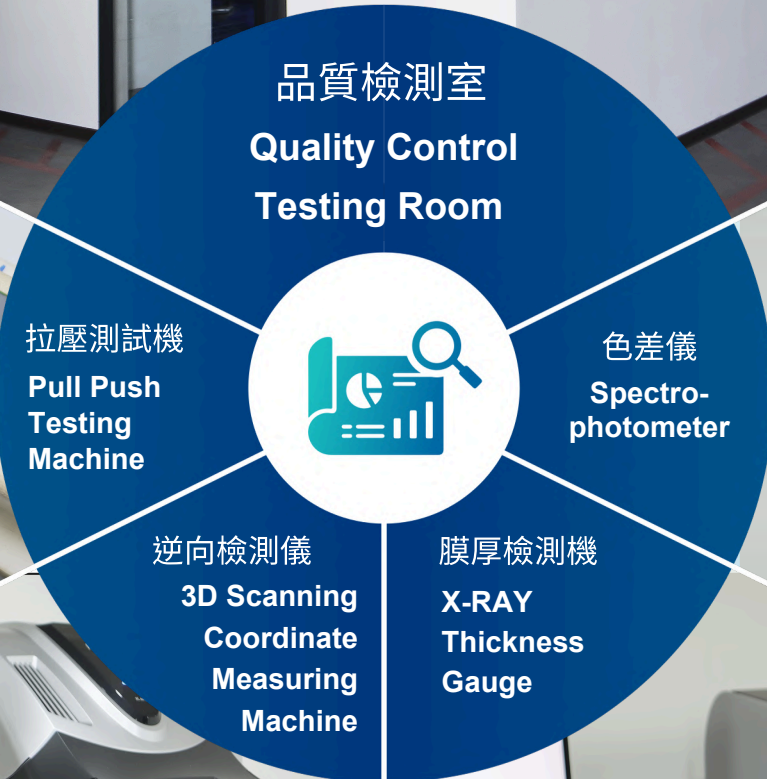 品質檢測室
Quality Control
Testing Room
拉壓測試機
Pull Push
Testing
Machine
色差儀
Spectro-
photometer
逆向檢測儀
3D Scanning
Coordinate
Measuring
Machine
膜厚檢測機
X-RAY
Thickness
Gauge